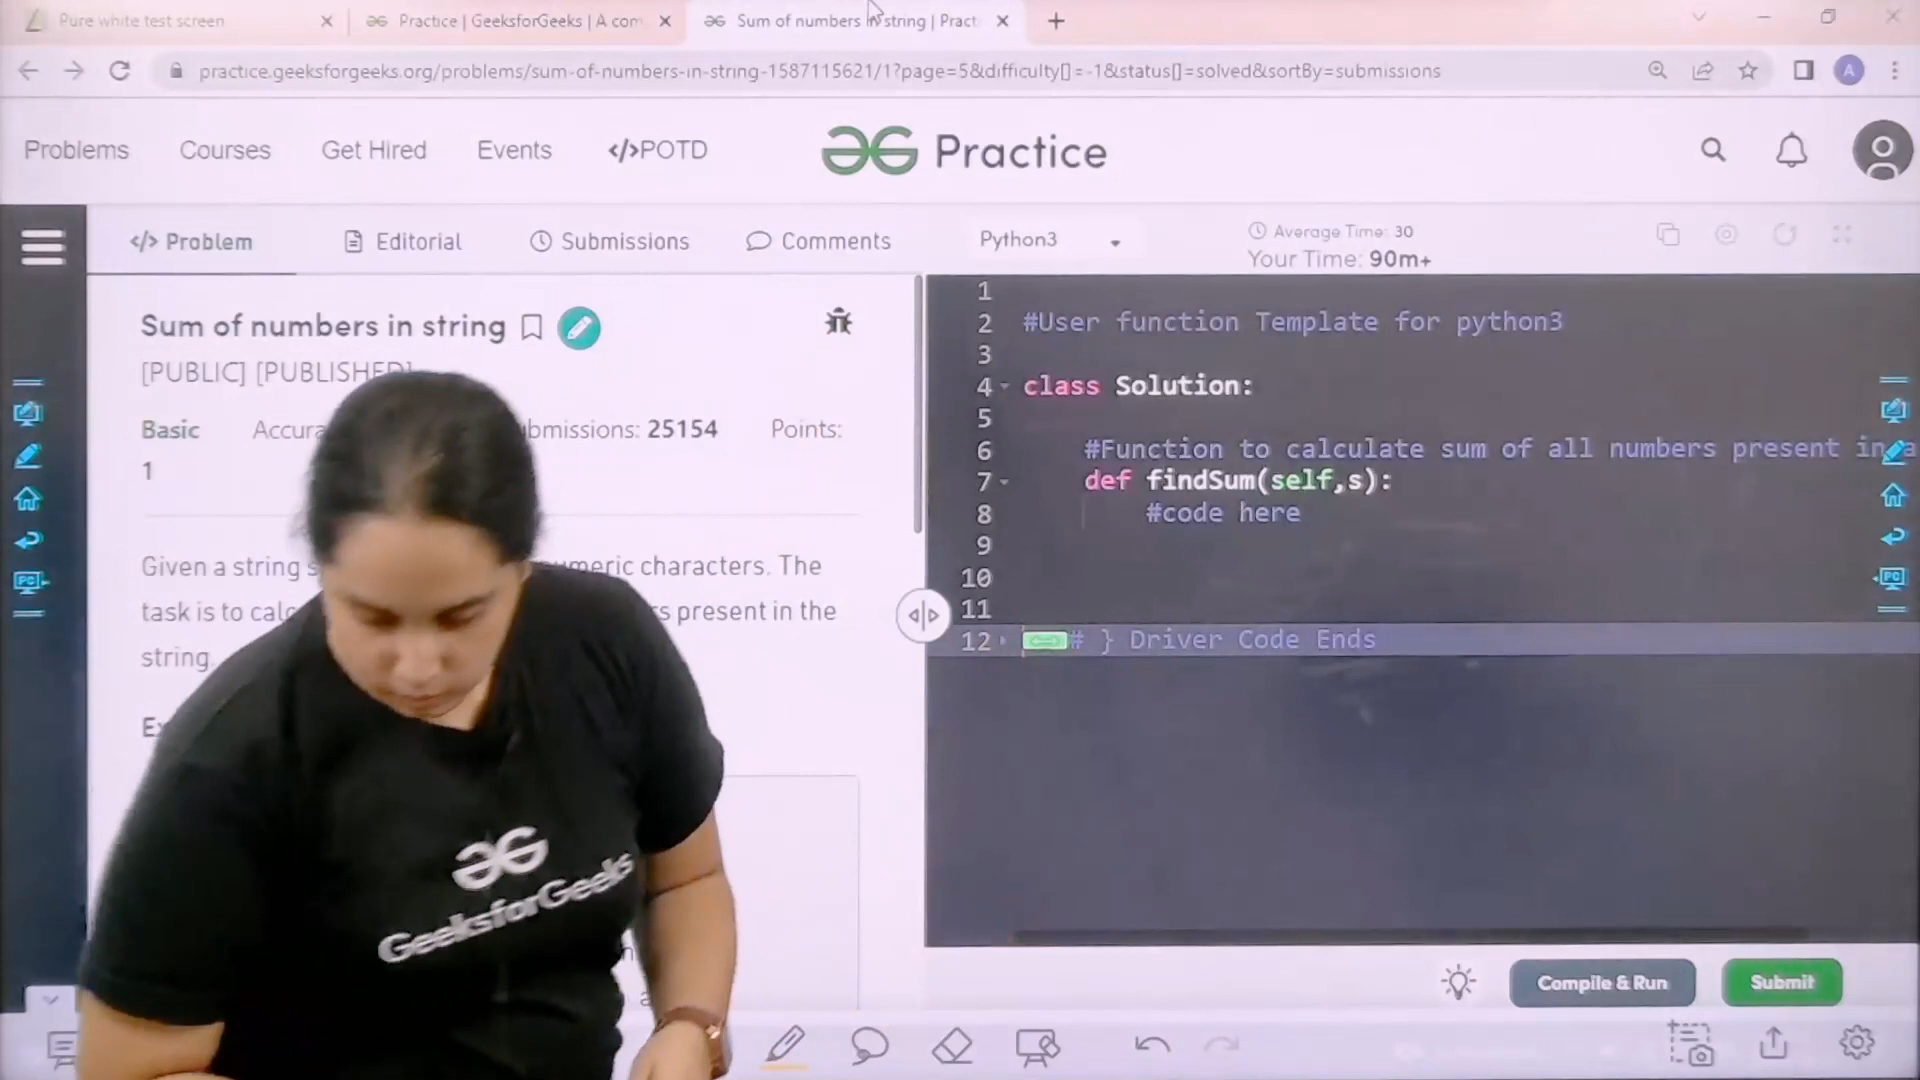 Pure white test screen
Practice | GeeksforGeeks | A com
Sum of numbers in string | Pract
practice.geeksforgeeks.org/problems/sum-of-numbers-in-string-1587115621/1?page=5&difficulty[]=-1&status[]=solved&sortBy=submissions
A
Problems
Courses
Get Hired
Events
</>POTD
Practice
</> Problem
Editorial
Submissions
Comments
Python3
Average Time: 30
Your Time: 90m+
Sum of numbers in string
[PUBLIC] [PUBLISHED]
Basic
25154
Points:
1
Given a string
characters. The
task is to
present in the
string.
1
2 #User function Template for python3
3
4 class Solution:
5
6 #Function to calculate sum of all numbers present in a
7 def findSum(self,s):
8 #code here
9
10
11
12 # } Driver Code Ends
PC
PC
GeeksforGeeks
Compile & Run
Submit